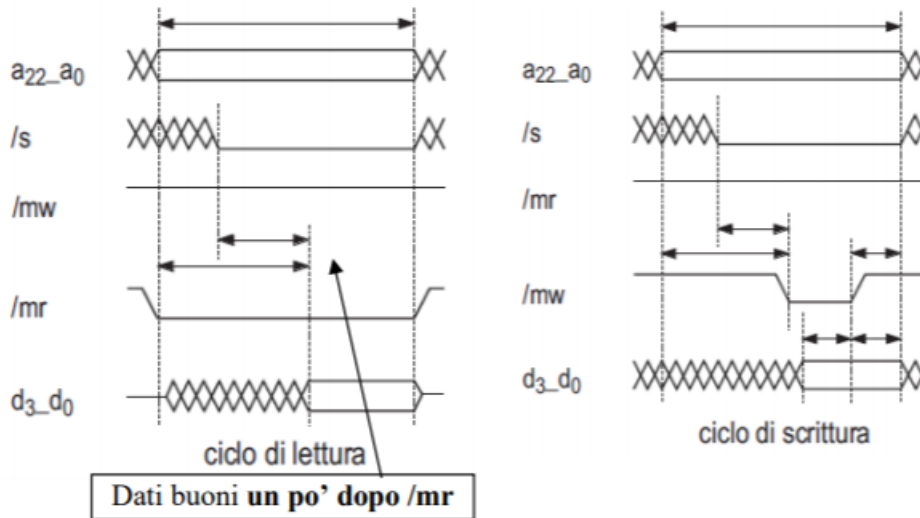 a22_a0
/s
/mw
/mr
d3_d0
ciclo di lettura
Dati buoni un po’ dopo /mr
a22_a0
/s
/mr
/mw
d3_d0
ciclo di scrittura